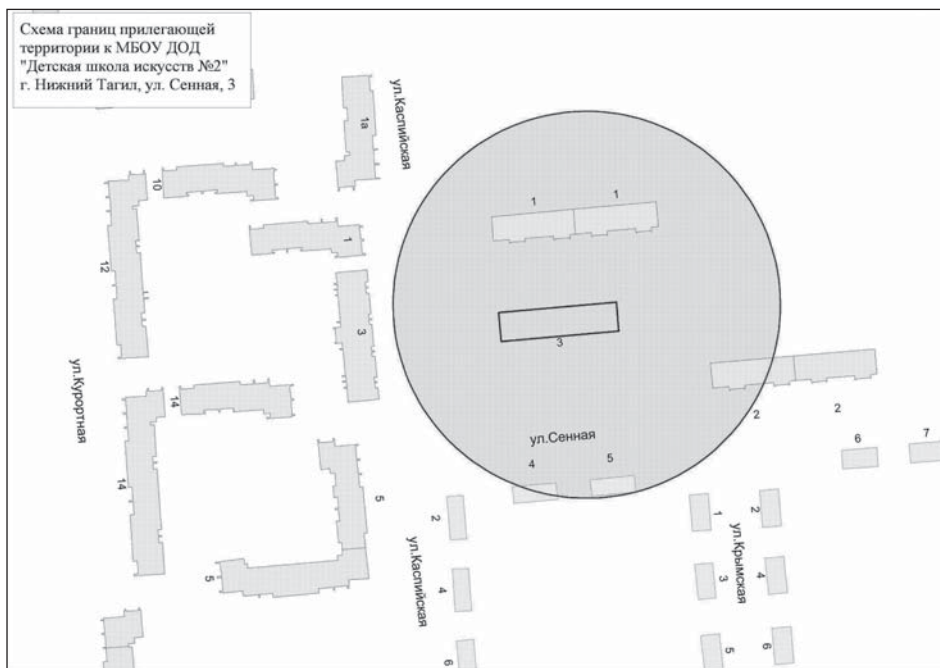 Схема границ прилегающей
территории к МБОУ ДОД
"Детская школа искусств №2"
г. Нижний Тагил, ул. Сенная, 3
ул.Каспийская
1а
10
1
1
12
1
3
3
ул.Курортная
14
2
2
ул.Сенная
6
7
14
4
5
5
2
1
2
ул.Каспийская
ул.Крымская
5
4
3
4
6
5
6